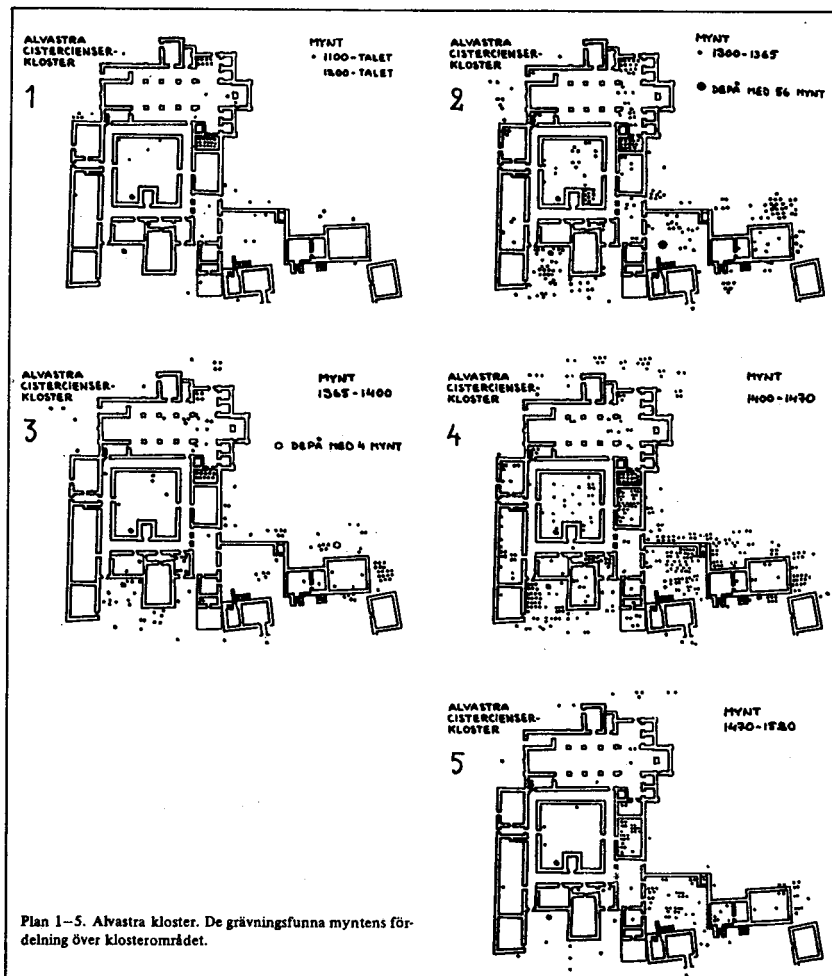 ALVASTRA
CISTERCIENSER-
KLOSTER
1
MYNT
• 1100-TALET
1200-TALET
ALVASTRA
CISTERCIENSER-
KLOSTER
2
MYNT
• 1300-1365
DEPÅ MED 56 MYNT
ALVASTRA
CISTERCIENSER-
KLOSTER
3
MYNT
1365-1400
O DEPÅ MED 4 MYNT
ALVASTRA
CISTERCIENSER-
KLOSTER
4
MYNT
1400-1470
ALVASTRA
CISTERCIENSER-
KLOSTER
5
MYNT
1470-1520
Plan 1–5. Alvastra kloster. De grävningsfunna myntens för-
delning över klosterområdet.